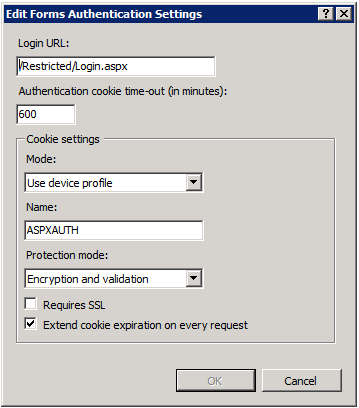 Edit Forms Authentication Settings
Login URL:
/Restricted/Login.aspx
Authentication cookie time-out (in minutes):
600
Cookie settings
Mode:
Use device profile
Name:
ASPXAUTH
Protection mode:
Encryption and validation
Requires SSL
Extend cookie expiration on every request
OK
Cancel